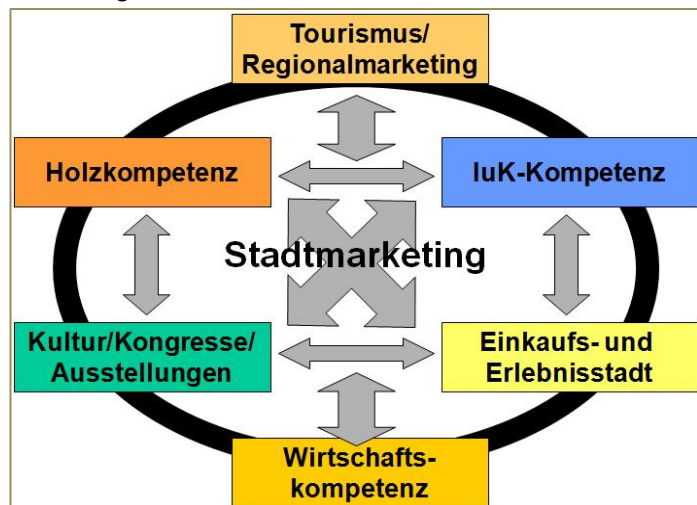 Tourismus/
Regionalmarketing
Holzkompetenz
IuK-Kompetenz
Stadtmarketing
Kultur/Kongresse/
Ausstellungen
Einkaufs- und
Erlebnisstadt
Wirtschafts-
kompetenz